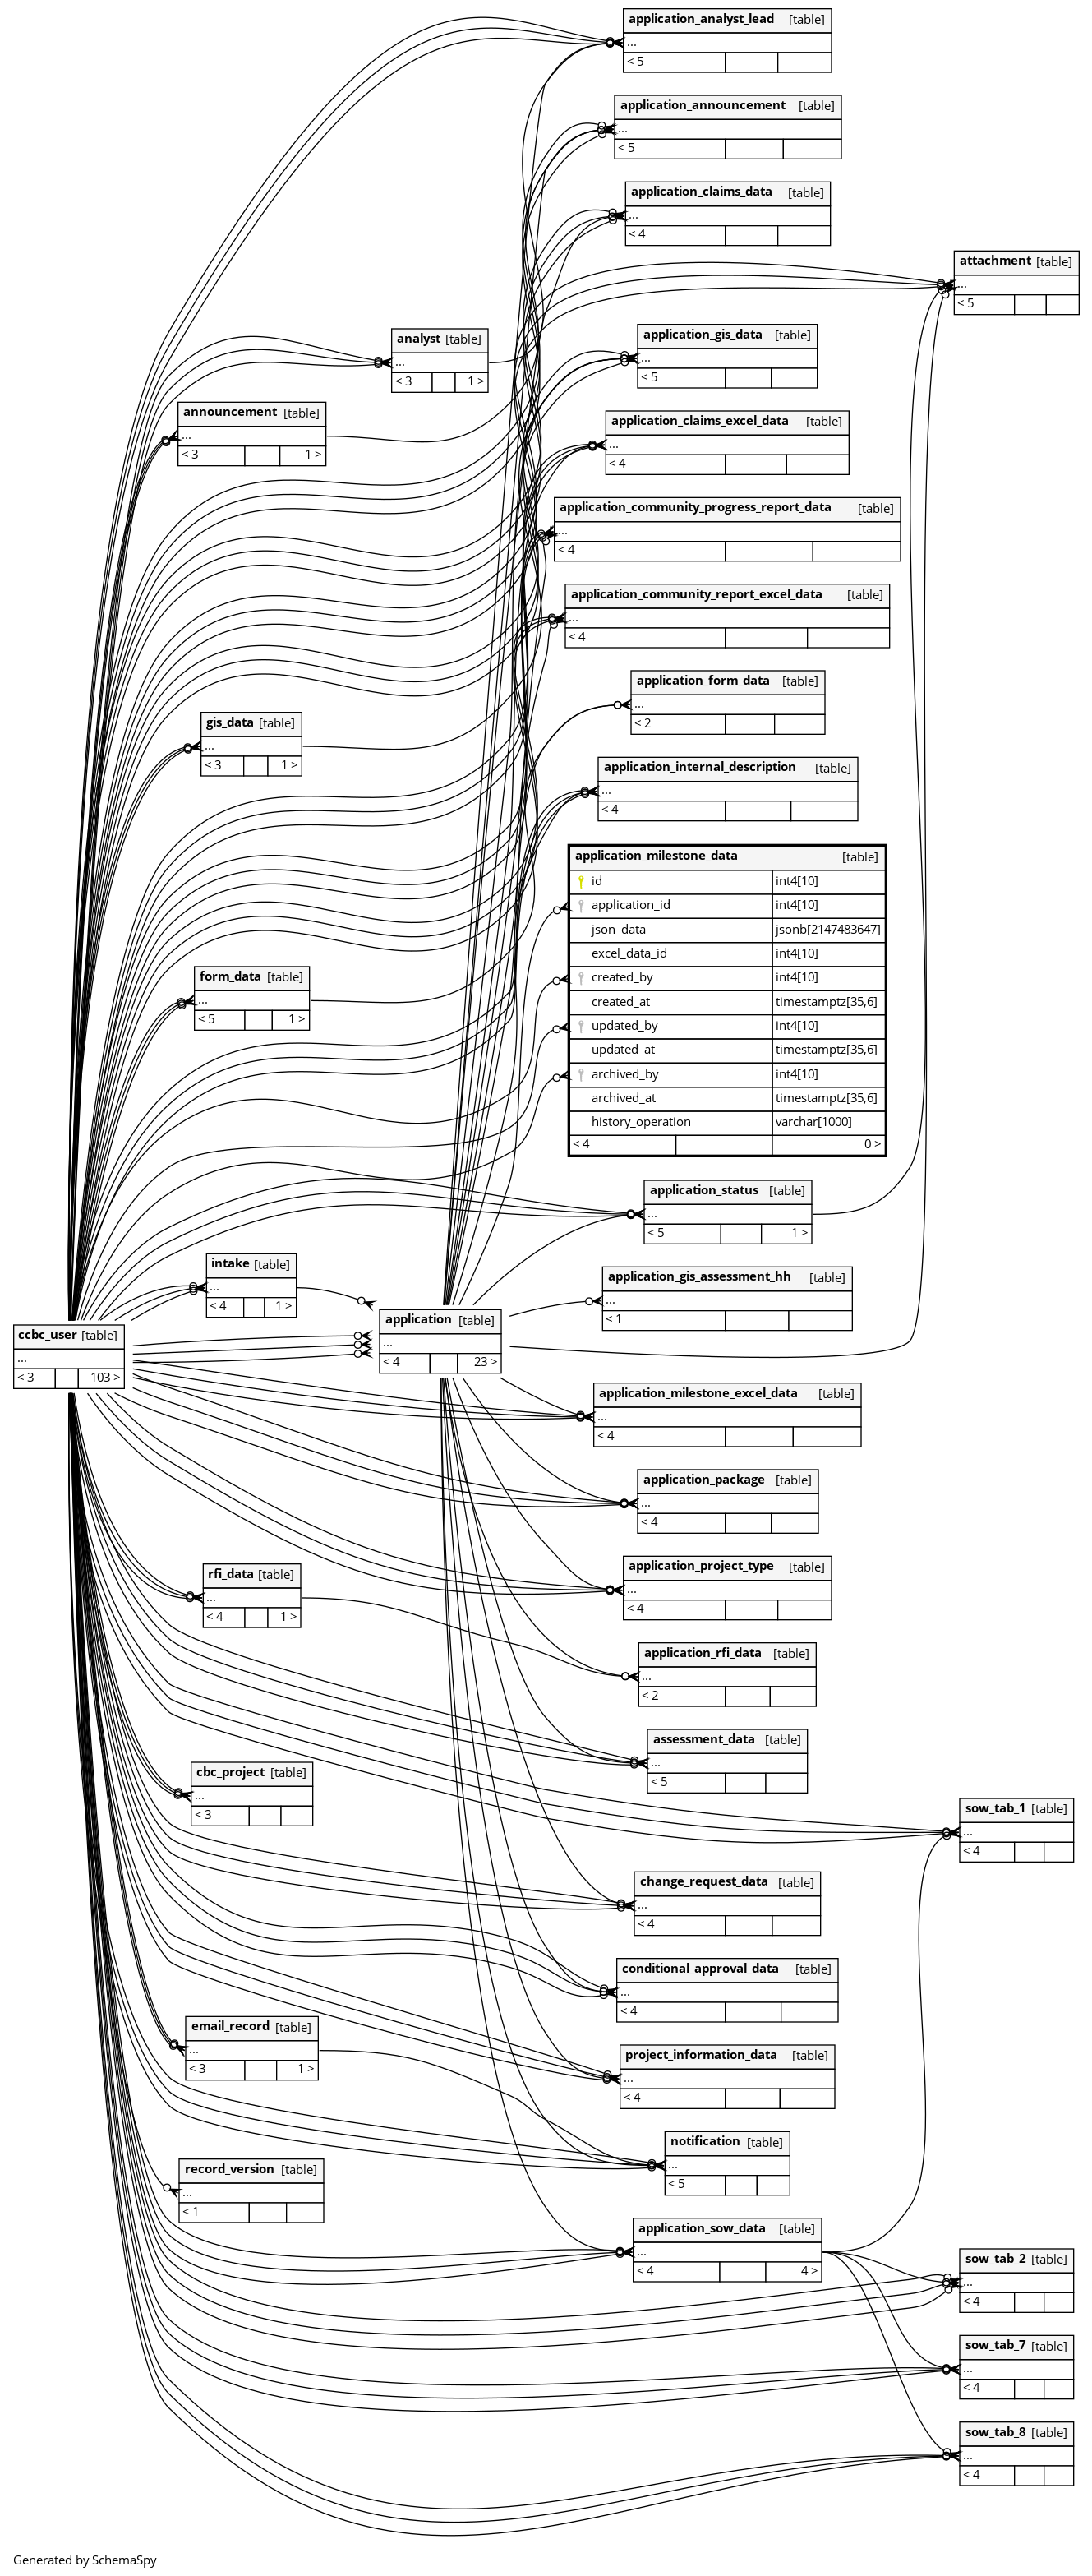 application_analyst_lead [table]
...
< 5
application_announcement [table]
...
< 5
application_claims_data [table]
...
< 4
attachment [table]
...
< 5
application_gis_data [table]
...
< 5
analyst [table]
...
< 3 1 >
announcement [table]
...
< 3 1 >
application_claims_excel_data [table]
...
< 4
application_community_progress_report_data [table]
...
< 4
application_community_report_excel_data [table]
...
< 4
application_form_data [table]
...
< 2
gis_data [table]
...
< 3 1 >
application_internal_description [table]
...
< 4
application_milestone_data [table]
id int4[10]
application_id int4[10]
json_data jsonb[2147483647]
excel_data_id int4[10]
created_by int4[10]
created_at timestamptz[35,6]
updated_by int4[10]
updated_at timestamptz[35,6]
archived_by int4[10]
archived_at timestamptz[35,6]
history_operation varchar[1000]
< 4 0 >
form_data [table]
...
< 5 1 >
application_status [table]
...
< 5 1 >
intake [table]
...
< 4 1 >
application_gis_assessment_hh [table]
...
< 1
ccbc_user [table]
...
< 3 103 >
application [table]
...
< 4 23 >
application_milestone_excel_data [table]
...
< 4
application_package [table]
...
< 4
application_project_type [table]
...
< 4
rfi_data [table]
...
< 4 1 >
application_rfi_data [table]
...
< 2
assessment_data [table]
...
< 5
cbc_project [table]
...
< 3
sow_tab_1 [table]
...
< 4
change_request_data [table]
...
< 4
conditional_approval_data [table]
...
< 4
email_record [table]
...
< 3 1 >
project_information_data [table]
...
< 4
notification [table]
...
< 5
record_version [table]
...
< 1
application_sow_data [table]
...
< 4 4 >
sow_tab_2 [table]
...
< 4
sow_tab_7 [table]
...
< 4
sow_tab_8 [table]
...
< 4
Generated by SchemaSpy